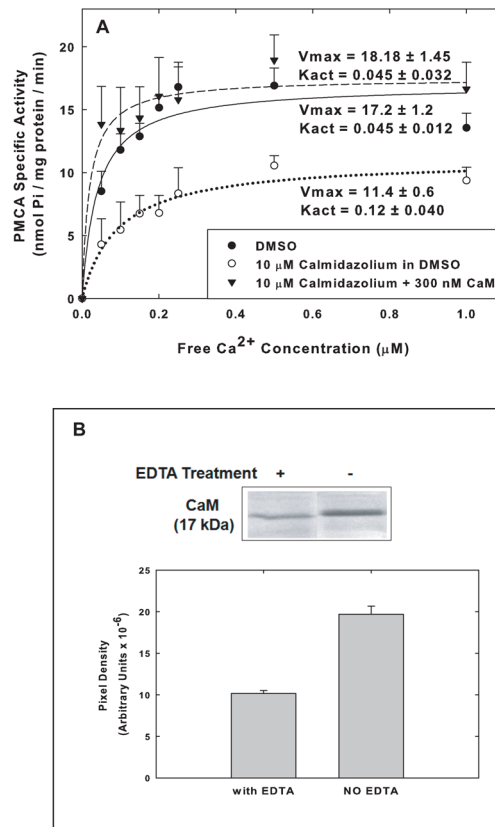 A
PMCA Specific Activity
(nmol Pi / mg protein / min)
20
15
10
5
0
Vmax = 18.18 ± 1.45
Kact = 0.045 ± 0.032
Vmax = 17.2 ± 1.2
Kact = 0.045 ± 0.012
Vmax = 11.4 ± 0.6
Kact = 0.12 ± 0.040
DMSO
10 µM Calmidazolium in DMSO
10 µM Calmidazolium + 300 nM CaM
0.0 0.2 0.4 0.6 0.8 1.0
Free Ca²⁺ Concentration (µM)
B
EDTA Treatment + -
CaM
(17 kDa)
Pixel Density
(Arbitrary Units x 10⁻⁶)
25
20
15
10
5
0
with EDTA NO EDTA